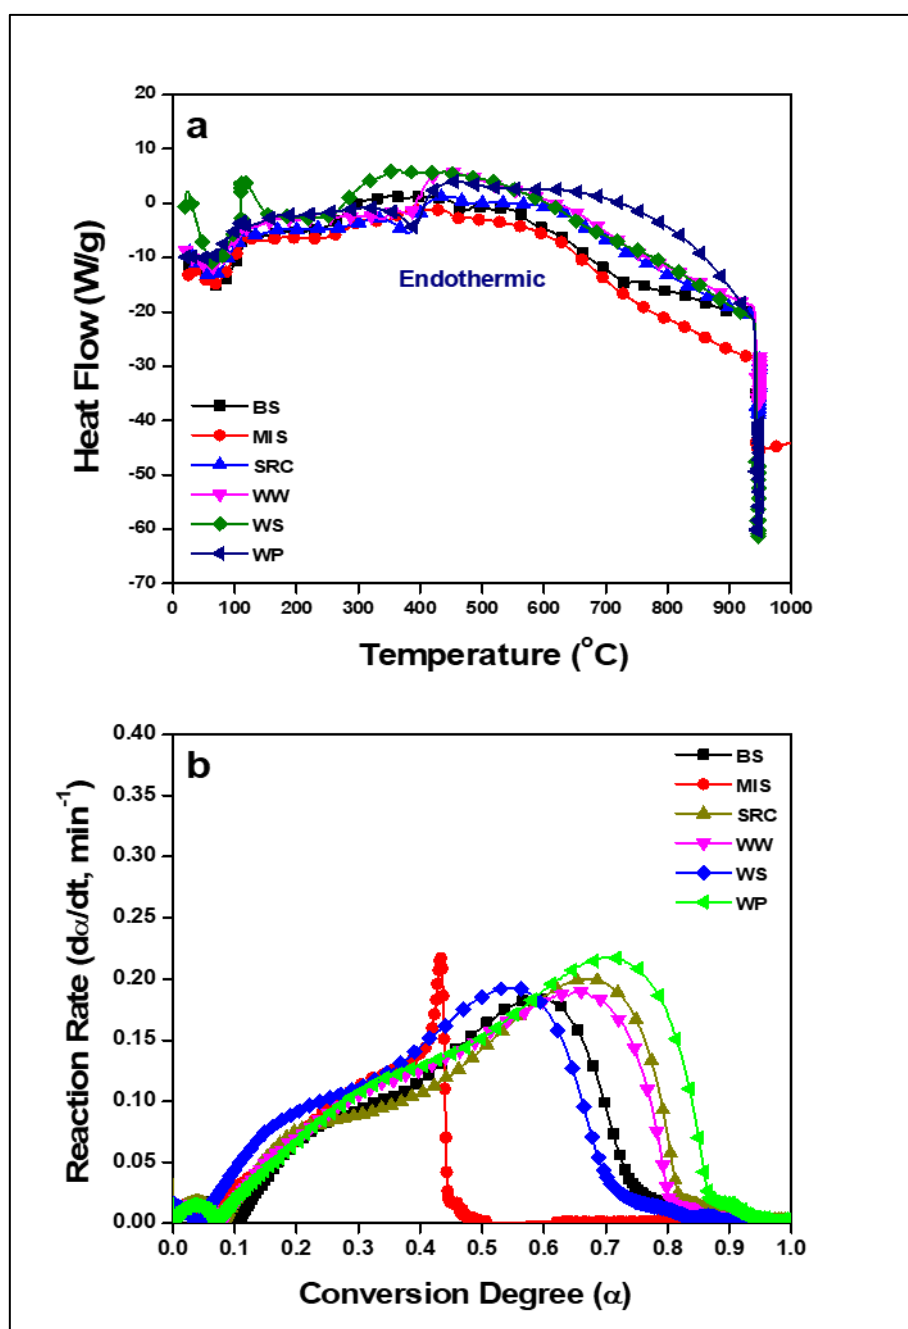 a
20
10
0
-10
-20
-30
-40
-50
-60
-70
Heat Flow (W/g)
Endothermic
BS
MIS
SRC
WW
WS
WP
0 100 200 300 400 500 600 700 800 900 1000
Temperature (°C)
b
0.40
0.35
0.30
0.25
0.20
0.15
0.10
0.05
0.00
Reaction Rate (dα/dt, min⁻¹)
BS
MIS
SRC
WW
WS
WP
0.0 0.1 0.2 0.3 0.4 0.5 0.6 0.7 0.8 0.9 1.0
Conversion Degree (α)